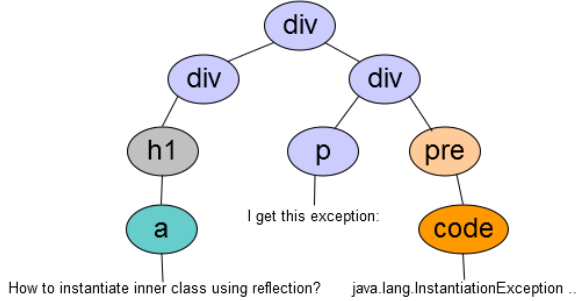 div
div
div
h1
p
pre
I get this exception:
a
code
How to instantiate inner class using reflection?
java.lang.InstantiationException ..